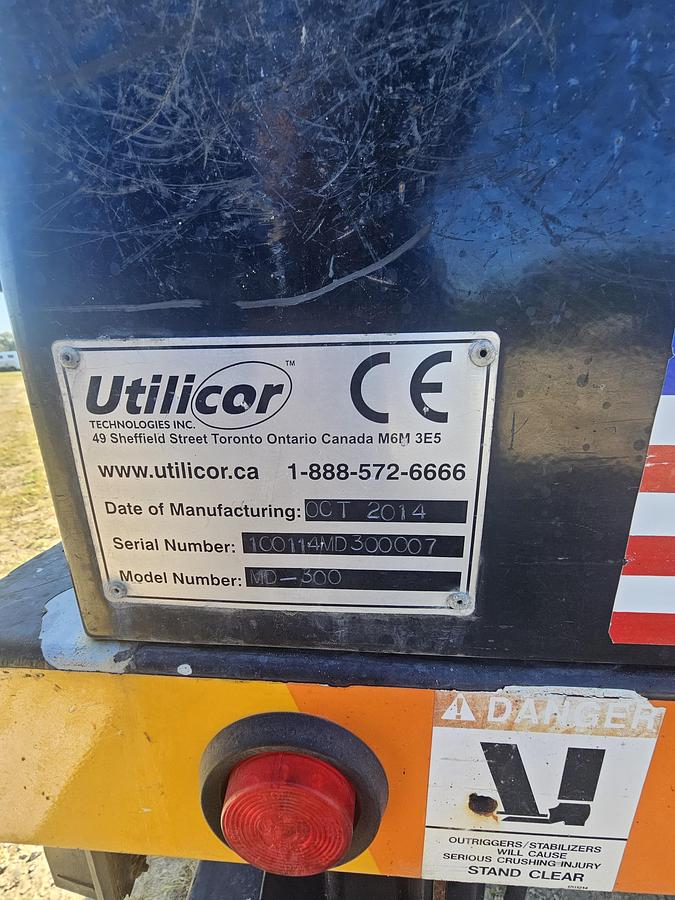 Utilicor™
CE
TECHNOLOGIES INC.
49 Sheffield Street Toronto Ontario Canada M6M 3E5
www.utilicor.ca 1-888-572-6666
Date of Manufacturing: OCT 2014
Serial Number: 1C0114MD300007
Model Number: MD-300
DANGER
OUTRIGGERS/STABILIZERS
WILL CAUSE
SERIOUS CRUSHING INJURY
STAND CLEAR